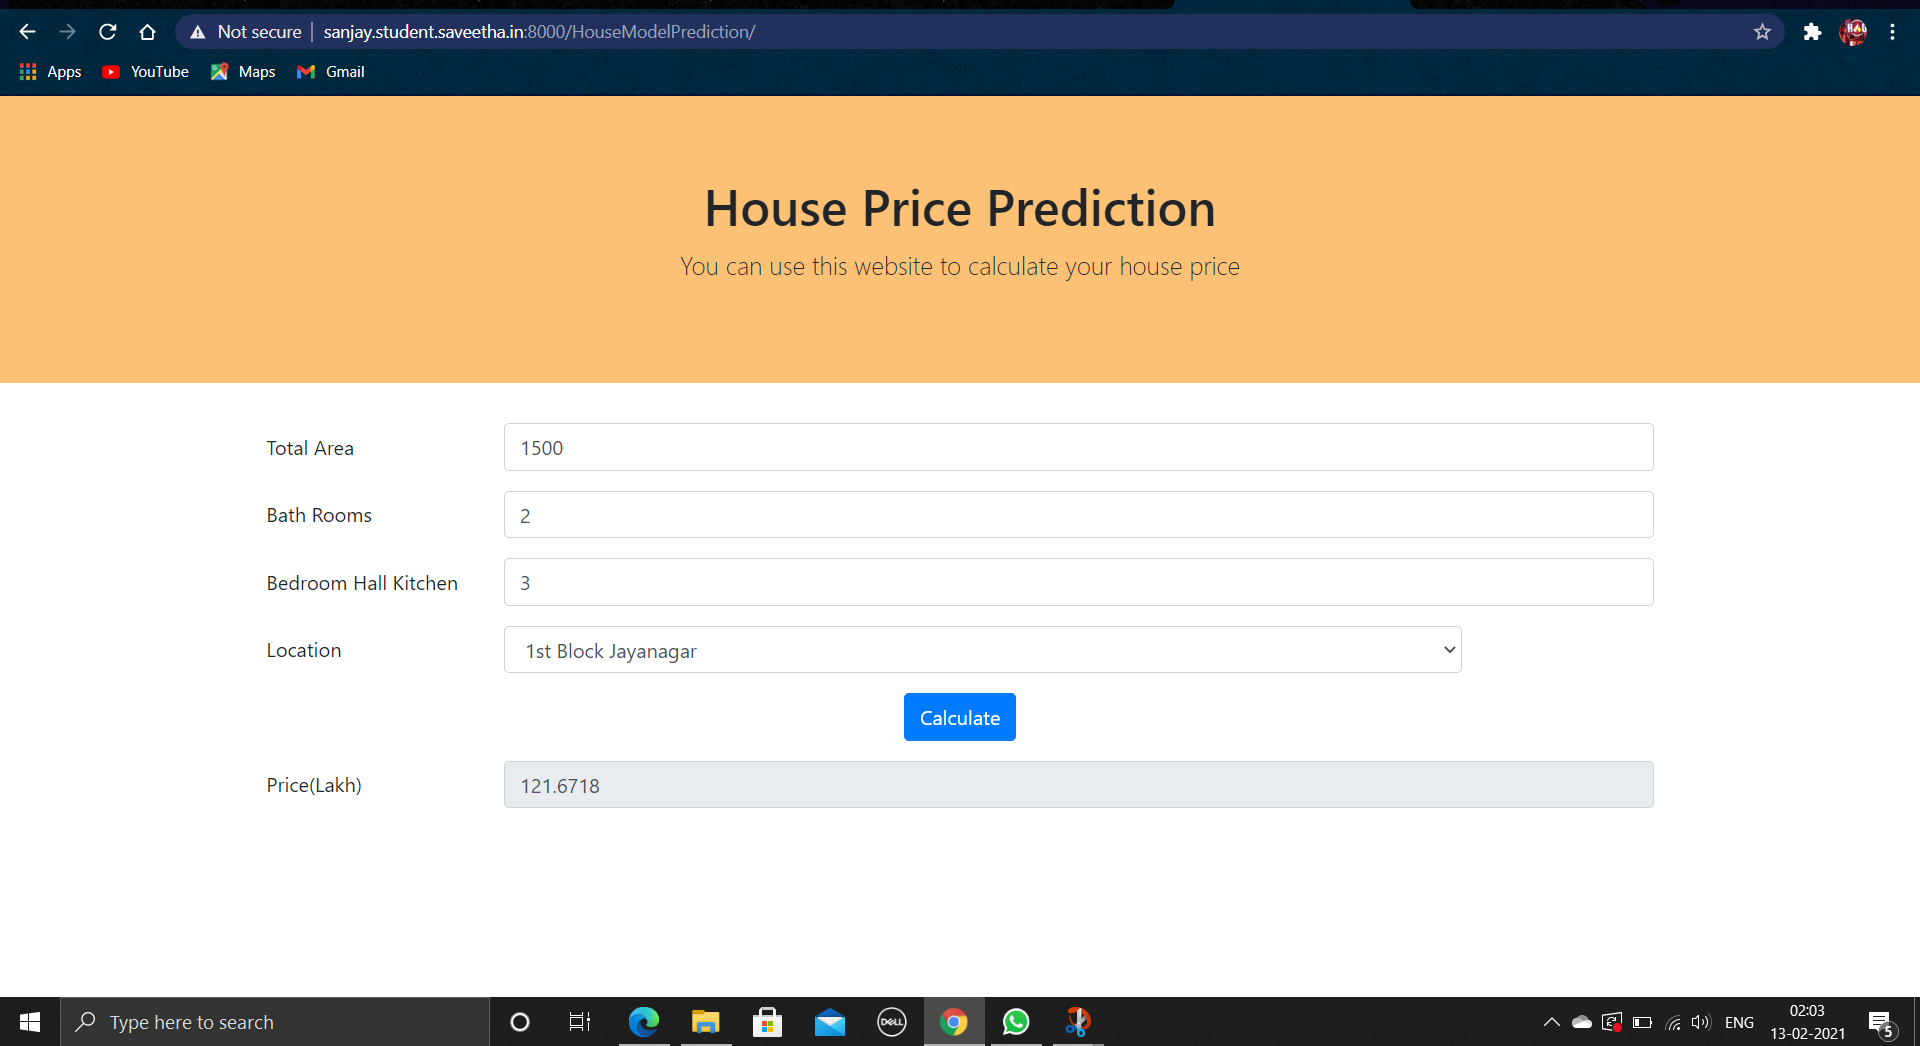 Not secure | sanjay.student.saveetha.in:8000/HouseModelPrediction/
Apps YouTube Maps Gmail
House Price Prediction
You can use this website to calculate your house price
Total Area 1500
Bath Rooms 2
Bedroom Hall Kitchen 3
Location 1st Block Jayanagar
Calculate
Price(Lakh) 121.6718
Type here to search
DELL
ENG
02:03
13-02-2021
5